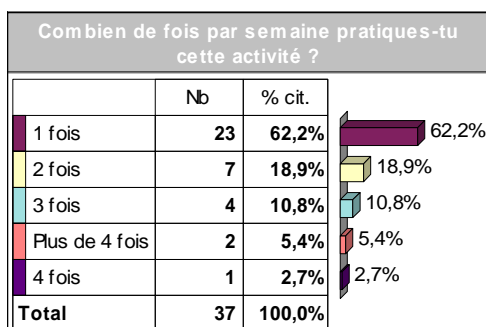 Combien de fois par semaine pratiques-tu
cette activité ?
Nb % cit.
1 fois 23 62,2% 62,2%
2 fois 7 18,9% 18,9%
3 fois 4 10,8% 10,8%
Plus de 4 fois 2 5,4% 5,4%
4 fois 1 2,7% 2,7%
Total 37 100,0%